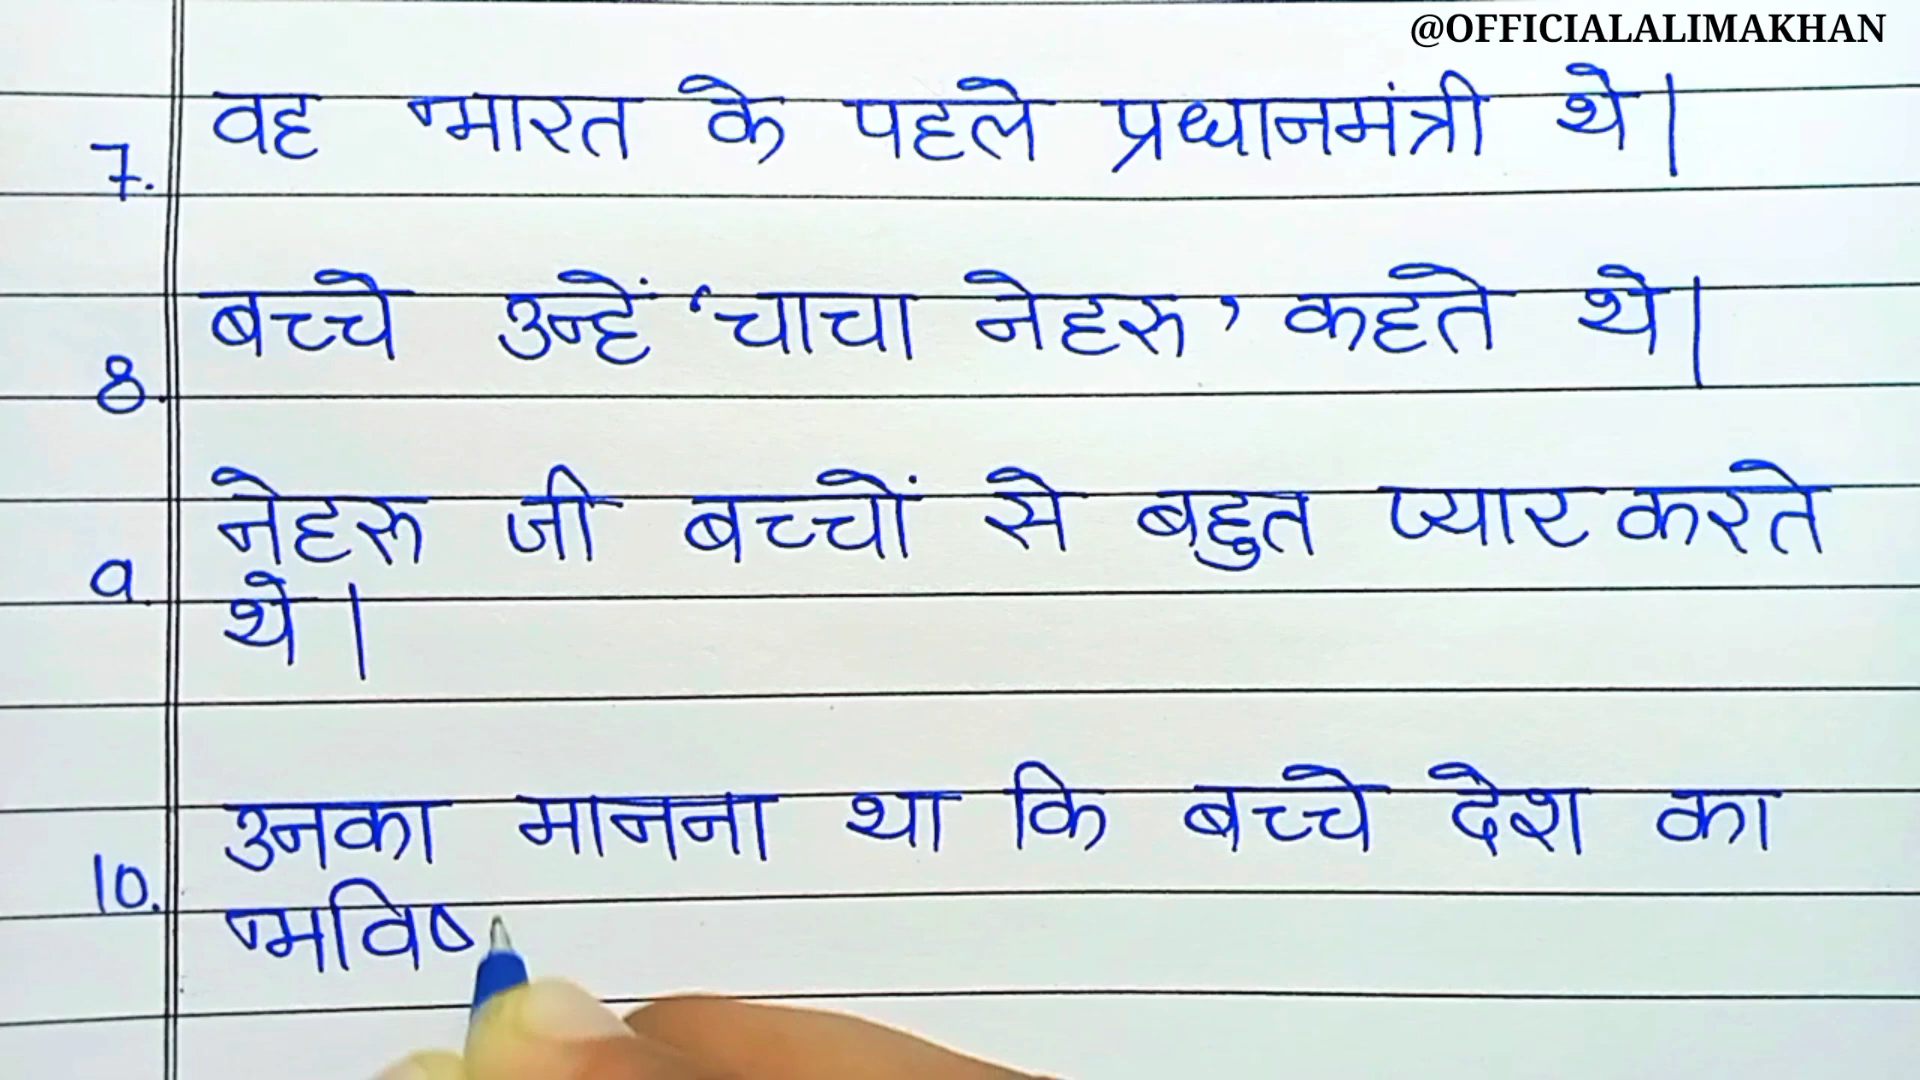 @OFFICIALALIMAKHAN
7. वह भारत के पहले प्रधानमंत्री थे।
8. बच्चे उन्हें ‘चाचा नेहरु’ कहते थे।
9. नेहरू जी बच्चों से बहुत प्यार करते
थे।
10. उनका मानना था कि बच्चे देश का